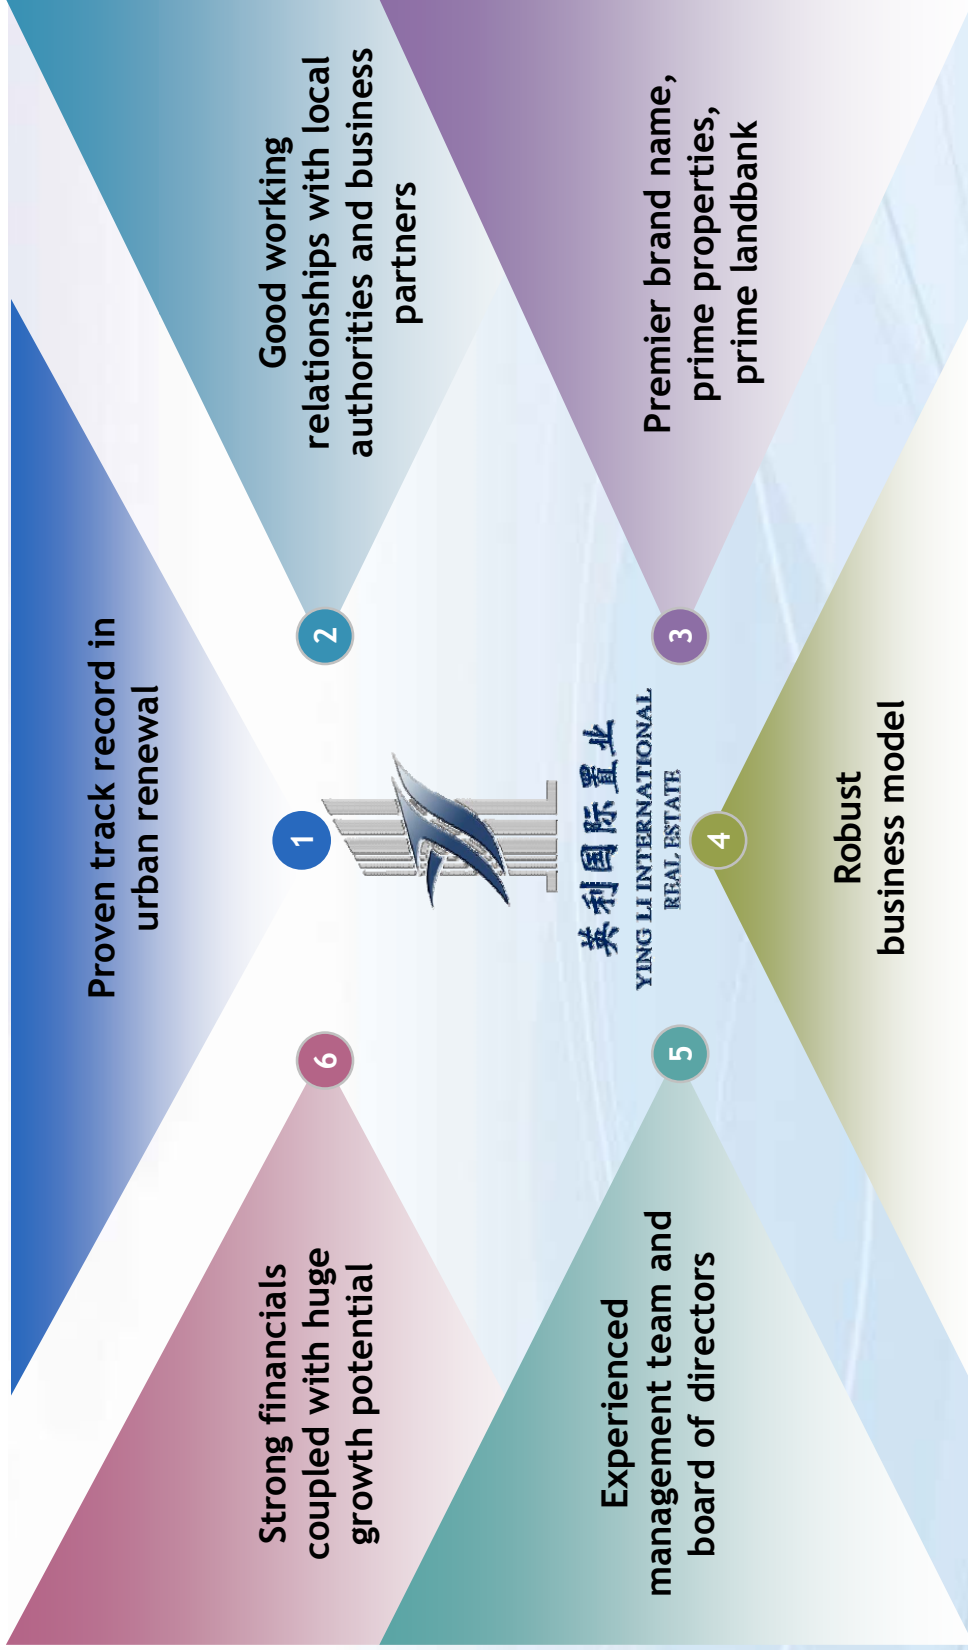 1
Proven track record in
urban renewal
2
Good working
relationships with local
authorities and business
partners
3
Premier brand name,
prime properties,
prime landbank
4
Robust
business model
5
Experienced
management team and
board of directors
6
Strong financials
coupled with huge
growth potential
英利国际置业
YING LI INTERNATIONAL
REAL ESTATE